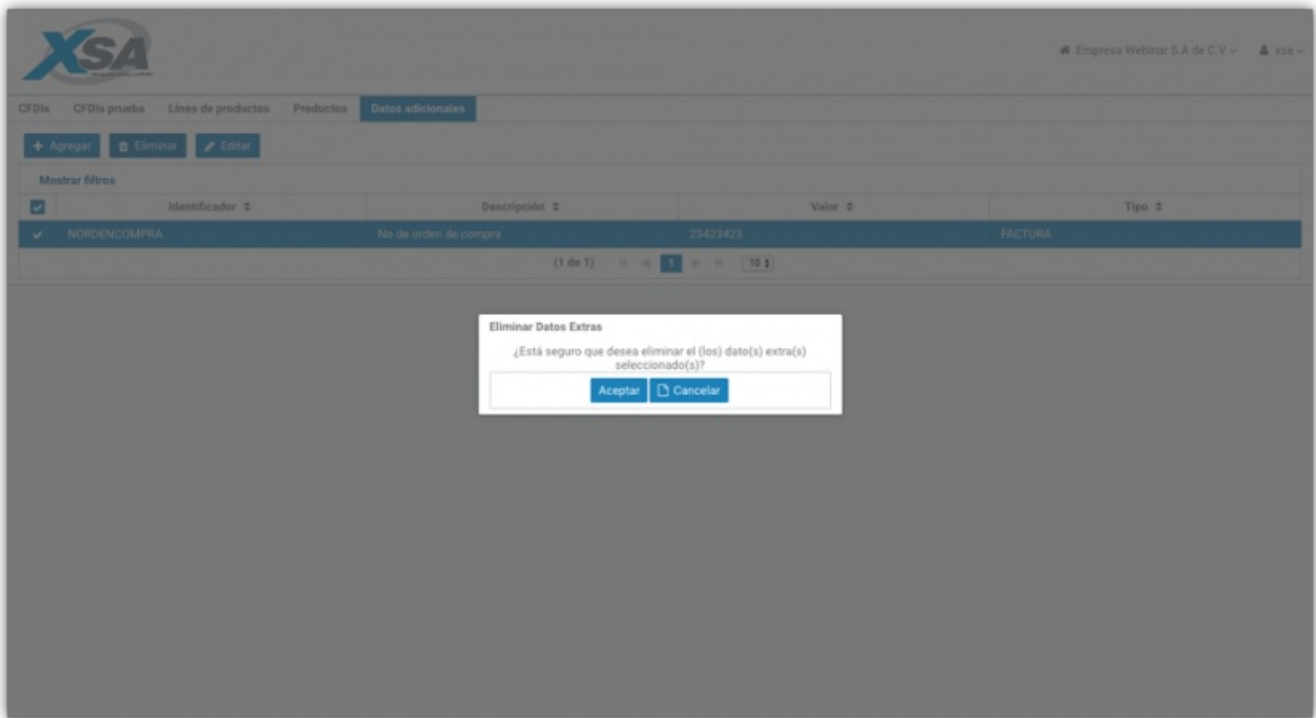 XSA
Empresa Webinar S.A de C.V
xsa
CFDIs CFDIs prueba Línea de productos Productos Datos adicionales
Agregar Eliminar Editar
Mostrar filtros
Identificador Descripción Valor Tipo
NORDENCOMPRA No de orden de compra 23423423 FACTURA
(1 de 1) 1 10
Eliminar Datos Extras
¿Está seguro que desea eliminar el (los) dato(s) extra(s)
seleccionado(s)?
Aceptar Cancelar